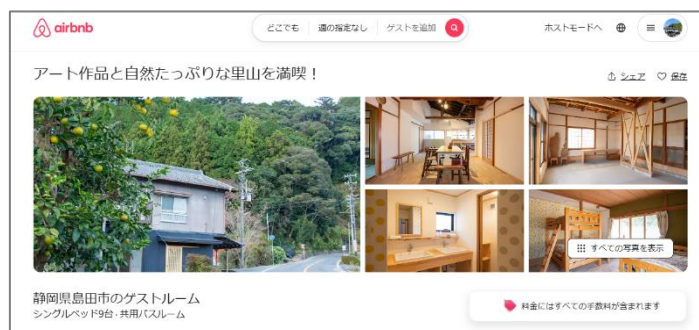 airbnb
どこでも 週の指定なし ゲストを追加
ホストモードへ
アート作品と自然たっぷりな里山を満喫！
シェア 保存
すべての写真を表示
静岡県島田市のゲストルーム
シングルベッド9台・共用バスルーム
料金にはすべての手数料が含まれます